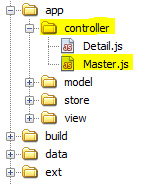 app
controller
Detail.js
Master.js
model
store
view
build
data
ext